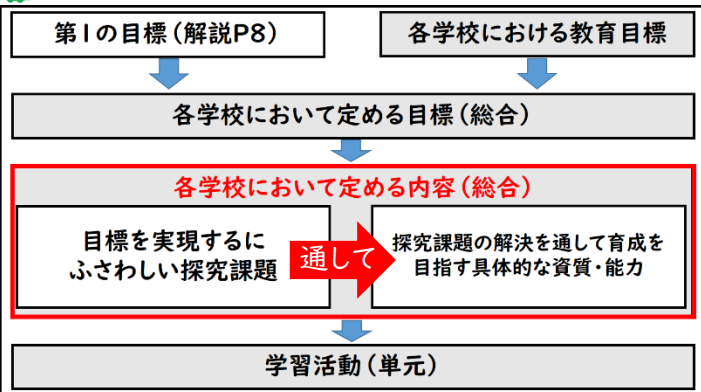 第1の目標(解説P8)
各学校における教育目標
各学校において定める目標(総合)
各学校において定める内容(総合)
目標を実現するに
ふさわしい探究課題
通して
探究課題の解決を通して育成を
目指す具体的な資質・能力
学習活動(単元)